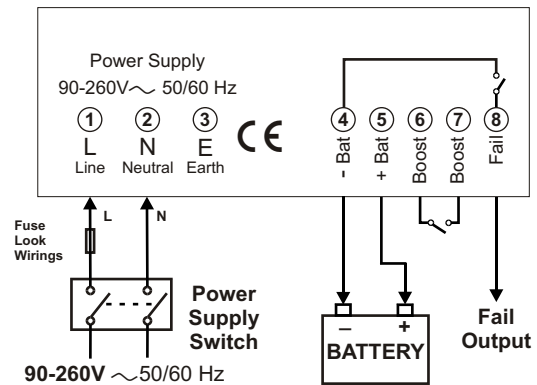 Power Supply
90-260V~ 50/60 Hz
1 2 3 4 5 6 7 8
L N E CE
Line Neutral Earth
- Bat
+ Bat
Boost
Boost
Fail
L N
Fuse
Look
Wirings
Power
Supply
Switch
90-260V ~50/60 Hz
– +
BATTERY
Fail
Output